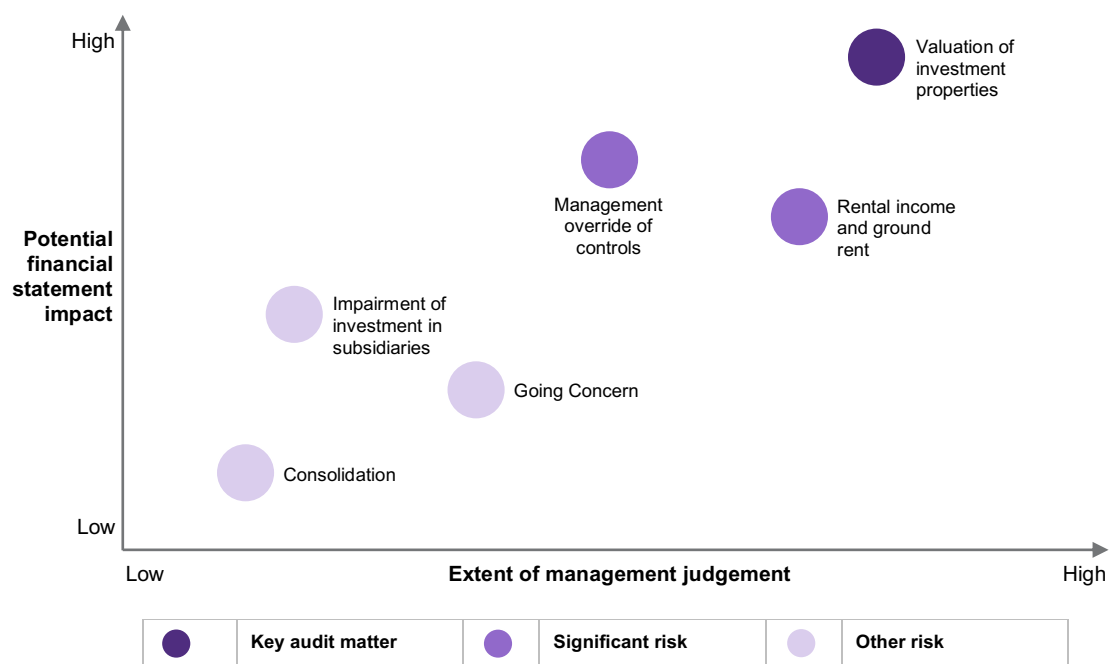 High
Valuation of
investment
properties
Management
override of
controls
Rental income
and ground
rent
Potential
financial
statement
impact
Impairment of
investment in
subsidiaries
Going Concern
Consolidation
Low
Low
Extent of management judgement
High
Key audit matter
Significant risk
Other risk